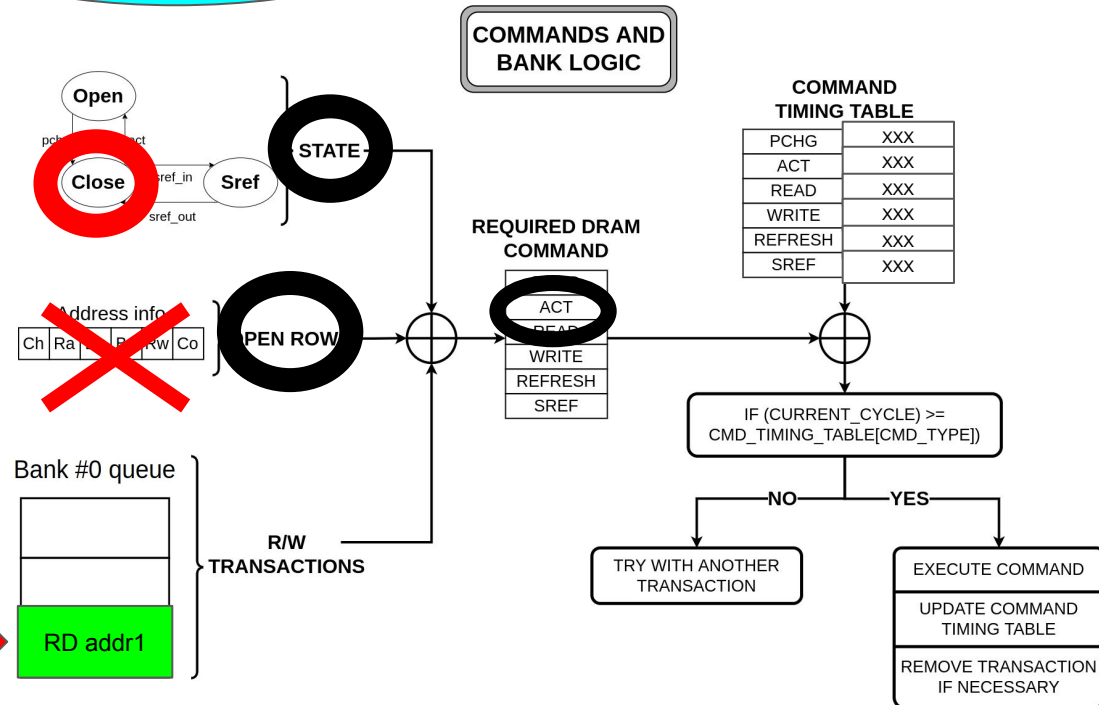 COMMANDS AND
BANK LOGIC
Open
Close
sref_in
Sref
sref_out
STATE
Address info
Ch Ra Rw Co
OPEN ROW
Bank #0 queue
RD addr1
R/W
TRANSACTIONS
REQUIRED DRAM
COMMAND
ACT
READ
WRITE
REFRESH
SREF
COMMAND
TIMING TABLE
PCHG XXX
ACT XXX
READ XXX
WRITE XXX
REFRESH XXX
SREF XXX
IF (CURRENT_CYCLE) >=
CMD_TIMING_TABLE[CMD_TYPE])
NO
YES
TRY WITH ANOTHER
TRANSACTION
EXECUTE COMMAND
UPDATE COMMAND
TIMING TABLE
REMOVE TRANSACTION
IF NECESSARY